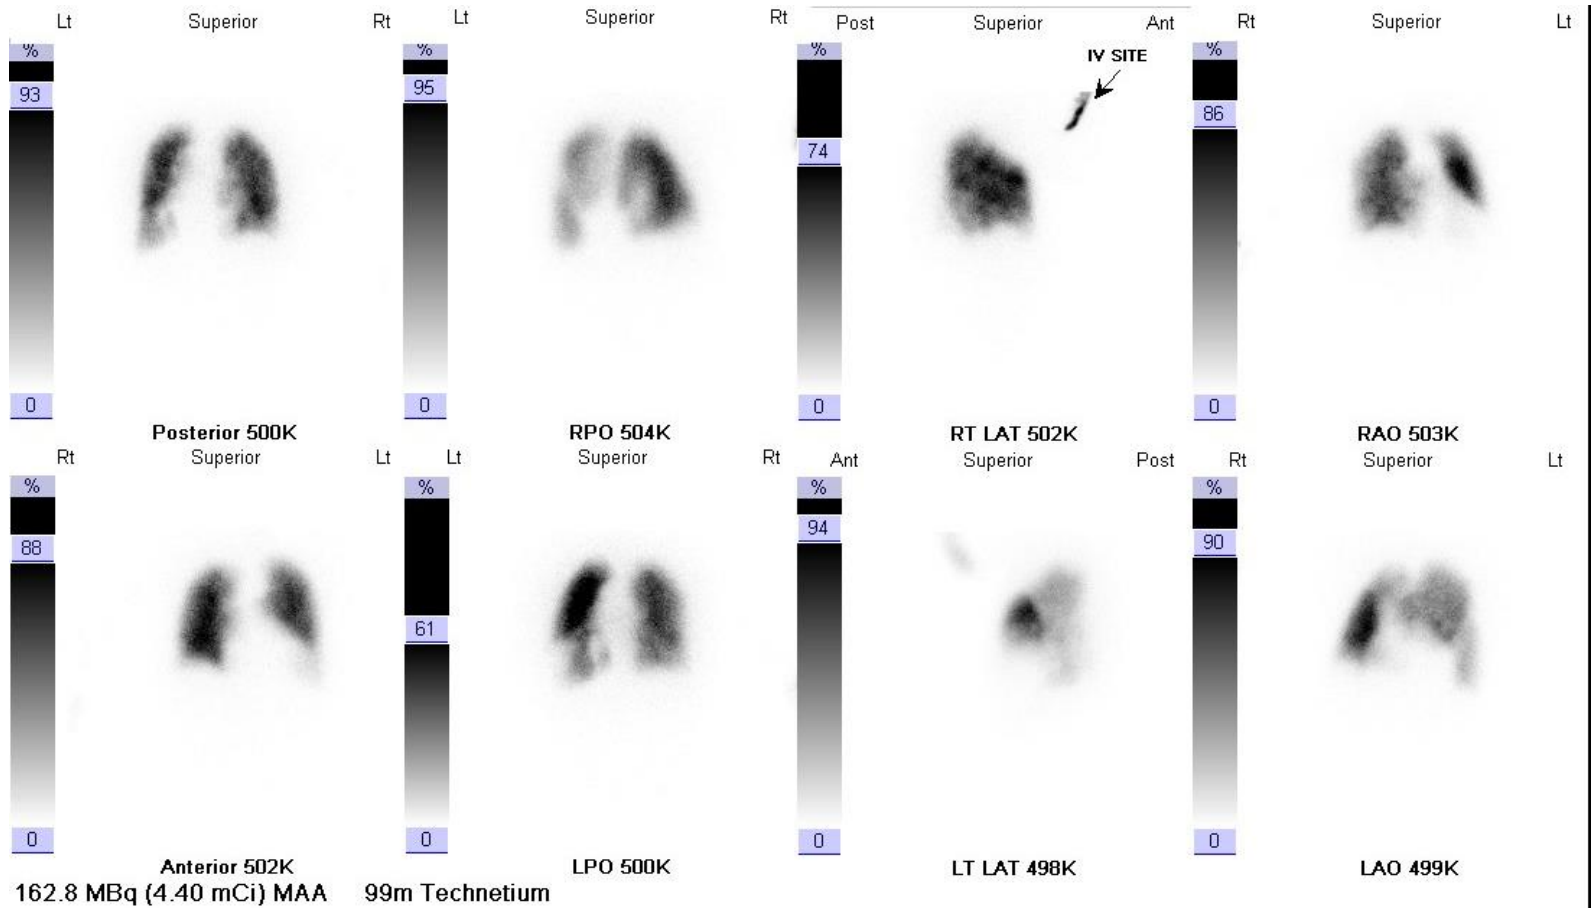 Lt Superior Rt
Lt Superior Rt
Post Superior Ant
Rt Superior Lt
%
%
%
%
IV SITE
93
95
74
86
0
0
0
0
Posterior 500K
RPO 504K
RT LAT 502K
RAO 503K
Rt Superior Lt
Lt Superior Rt
Ant Superior Post
Rt Superior Lt
%
%
%
%
88
61
94
90
0
0
0
0
Anterior 502K
LPO 500K
LT LAT 498K
LAO 499K
162.8 MBq (4.40 mCi) MAA 99m Technetium